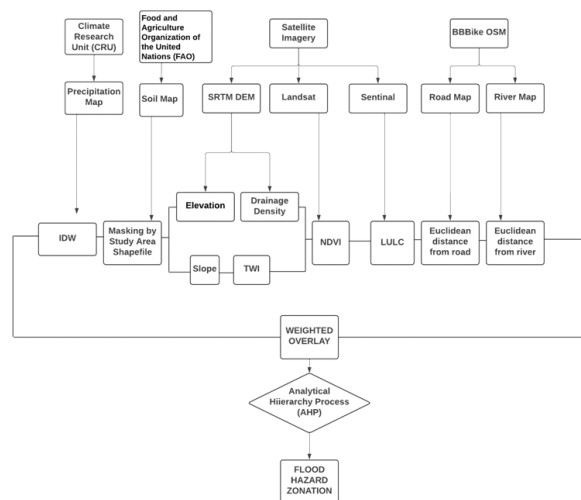 Climate
Research
Unit (CRU)
Food and
Agriculture
Organization of
the United
Nations (FAO)
Satellite
Imagery
BBBike OSM
Precipitation
Map
Soil Map
SRTM DEM
Landsat
Sentinal
Road Map
River Map
Elevation
Drainage
Density
IDW
Masking by
Study Area
Shapefile
Slope
TWI
NDVI
LULC
Euclidean
distance
from road
Euclidean
distance
from river
WEIGHTED
OVERLAY
Analytical
Hiierarchy Process
(AHP)
FLOOD
HAZARD
ZONATION